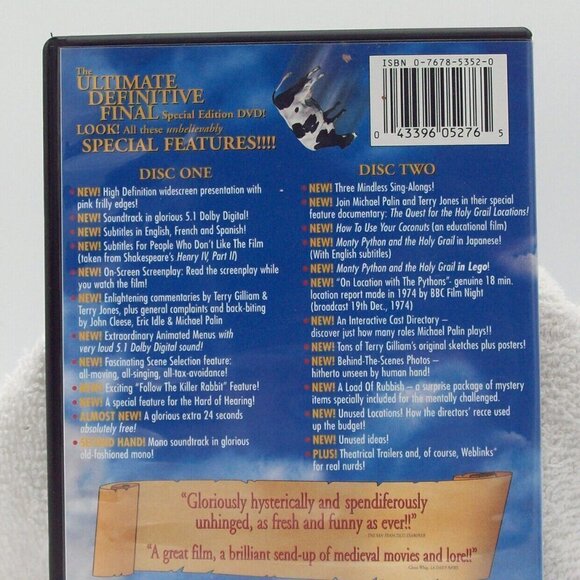 The
ULTIMATE
DEFINITIVE
FINAL Special Edition DVD!
LOOK! All these unbelievably
SPECIAL FEATURES!!!!
ISBN 0-7678-5352-0
0 43396 05276 5
DISC ONE
• NEW! High Definition widescreen presentation with
pink frilly edges!
• NEW! Soundtrack in glorious 5.1 Dolby Digital!
• NEW! Subtitles in English, French and Spanish!
• NEW! Subtitles For People Who Don't Like The Film
(taken from Shakespeare's Henry IV, Part II)
• NEW! On-Screen Screenplay: Read the screenplay while
you watch the film!
• NEW! Enlightening commentaries by Terry Gilliam &
Terry Jones, plus general complaints and back-biting
by John Cleese, Eric Idle & Michael Palin
• NEW! Extraordinary Animated Menus with
very loud 5.1 Dolby Digital sound!
• NEW! Fascinating Scene Selection feature:
all-moving, all-singing, all-tax-avoidance!
• NEW! Exciting "Follow The Killer Rabbit" Feature!
• NEW! A special feature for the Hard of Hearing!
• ALMOST NEW! A glorious extra 24 seconds
absolutely free!
• SECOND HAND! Mono soundtrack in glorious
old-fashioned mono!
DISC TWO
• NEW! Three Mindless Sing-Alongs!
• NEW! Join Michael Palin and Terry Jones in their special
feature documentary: The Quest for the Holy Grail Locations!
• NEW! How To Use Your Coconuts (an educational film)
• NEW! Monty Python and the Holy Grail in Japanese!
(With English subtitles)
• NEW! Monty Python and the Holy Grail in Lego!
• NEW! "On Location with The Pythons"- genuine 18 min.
location report made in 1974 by BBC Film Night
(broadcast 19th Dec., 1974)
• NEW! An Interactive Cast Directory –
discover just how many roles Michael Palin plays!!
• NEW! Tons of Terry Gilliam's original sketches plus posters!
• NEW! Behind-The-Scenes Photos –
hitherto unseen by human hand!
• NEW! A Load Of Rubbish – a surprise package of mystery
items specially included for the mentally challenged.
• NEW! Unused Locations! How the directors' recce used
up the budget!
• NEW! Unused ideas!
• PLUS! Theatrical Trailers and, of course, Weblinks*
for real nurds!
"Gloriously hysterically and spendiferously
unhinged, as fresh and funny as ever!!"
-THE SAN FRANCISCO EXAMINER
"A great film, a brilliant send-up of medieval movies and lore!!"
-Glenn Whipp, LA DAILY NEWS